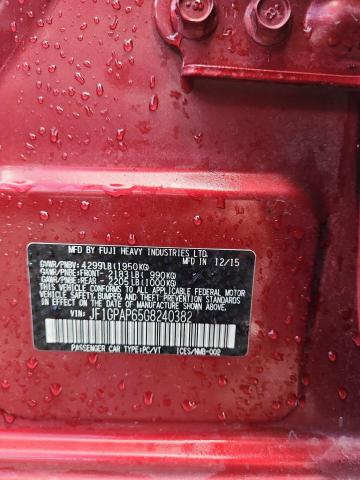 MFD BY FUJI HEAVY INDUSTRIES LTD.
12/15
GVWR/PNBV: 4299LB(1950KG)
GAWR/PNBE:FRONT- 2183LB( 990KG)
GAWR/PNBE:REAR - 2205LB(1000KG)
THIS VEHICLE CONFORMS TO ALL APPLICABLE
FEDERAL MOTOR VEHICLE SAFETY, BUMPER,
AND THEFT PREVENTION STANDARDS IN EFFECT
ON THE DATE OF MANUFACTURE SHOWN ABOVE.
VIN: JF1GPAP65G8240382
PASSENGER CAR TYPE:PC/VT ICES/NMB-002